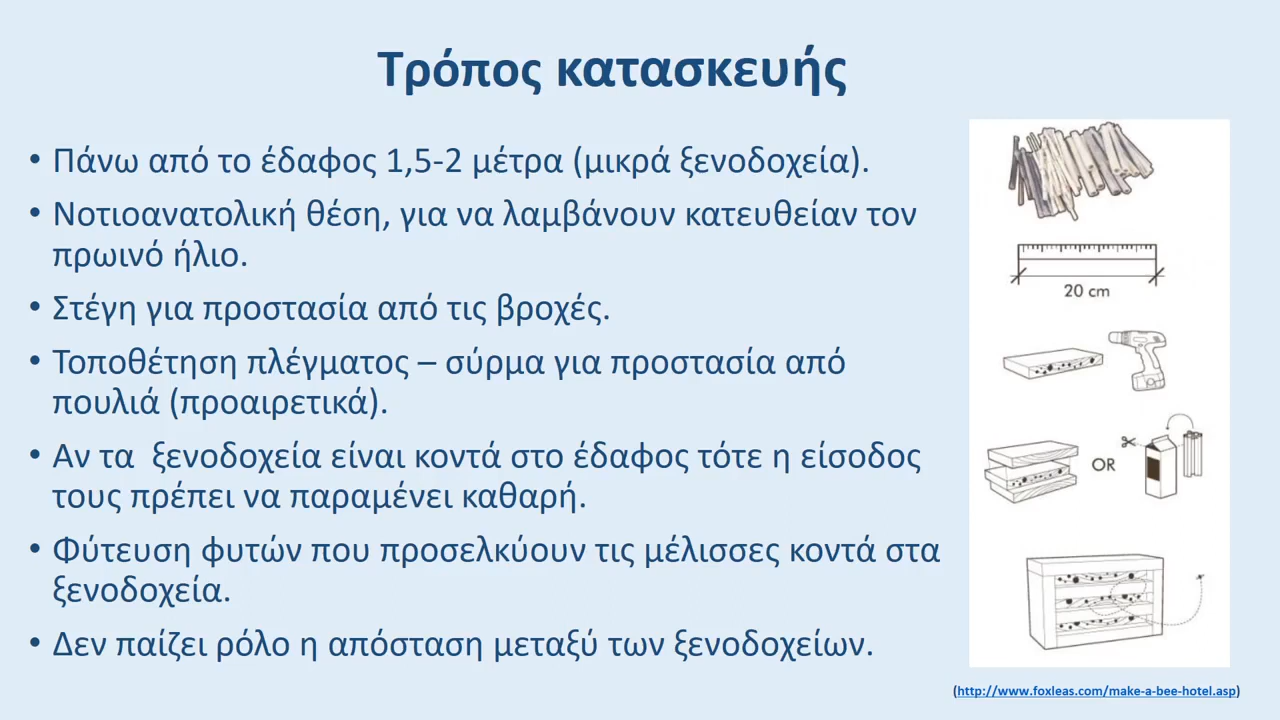 Τρόπος κατασκευής
• Πάνω από το έδαφος 1,5-2 μέτρα (μικρά ξενοδοχεία).
• Νοτιοανατολική θέση, για να λαμβάνουν κατευθείαν τον
πρωινό ήλιο.
• Στέγη για προστασία από τις βροχές.
• Τοποθέτηση πλέγματος – σύρμα για προστασία από
πουλιά (προαιρετικά).
• Αν τα  ξενοδοχεία είναι κοντά στο έδαφος τότε η είσοδος
τους πρέπει να παραμένει καθαρή.
• Φύτευση φυτών που προσελκύουν τις μέλισσες κοντά στα
ξενοδοχεία.
• Δεν παίζει ρόλο η απόσταση μεταξύ των ξενοδοχείων.
20 cm
OR
(http://www.foxleas.com/make-a-bee-hotel.asp)